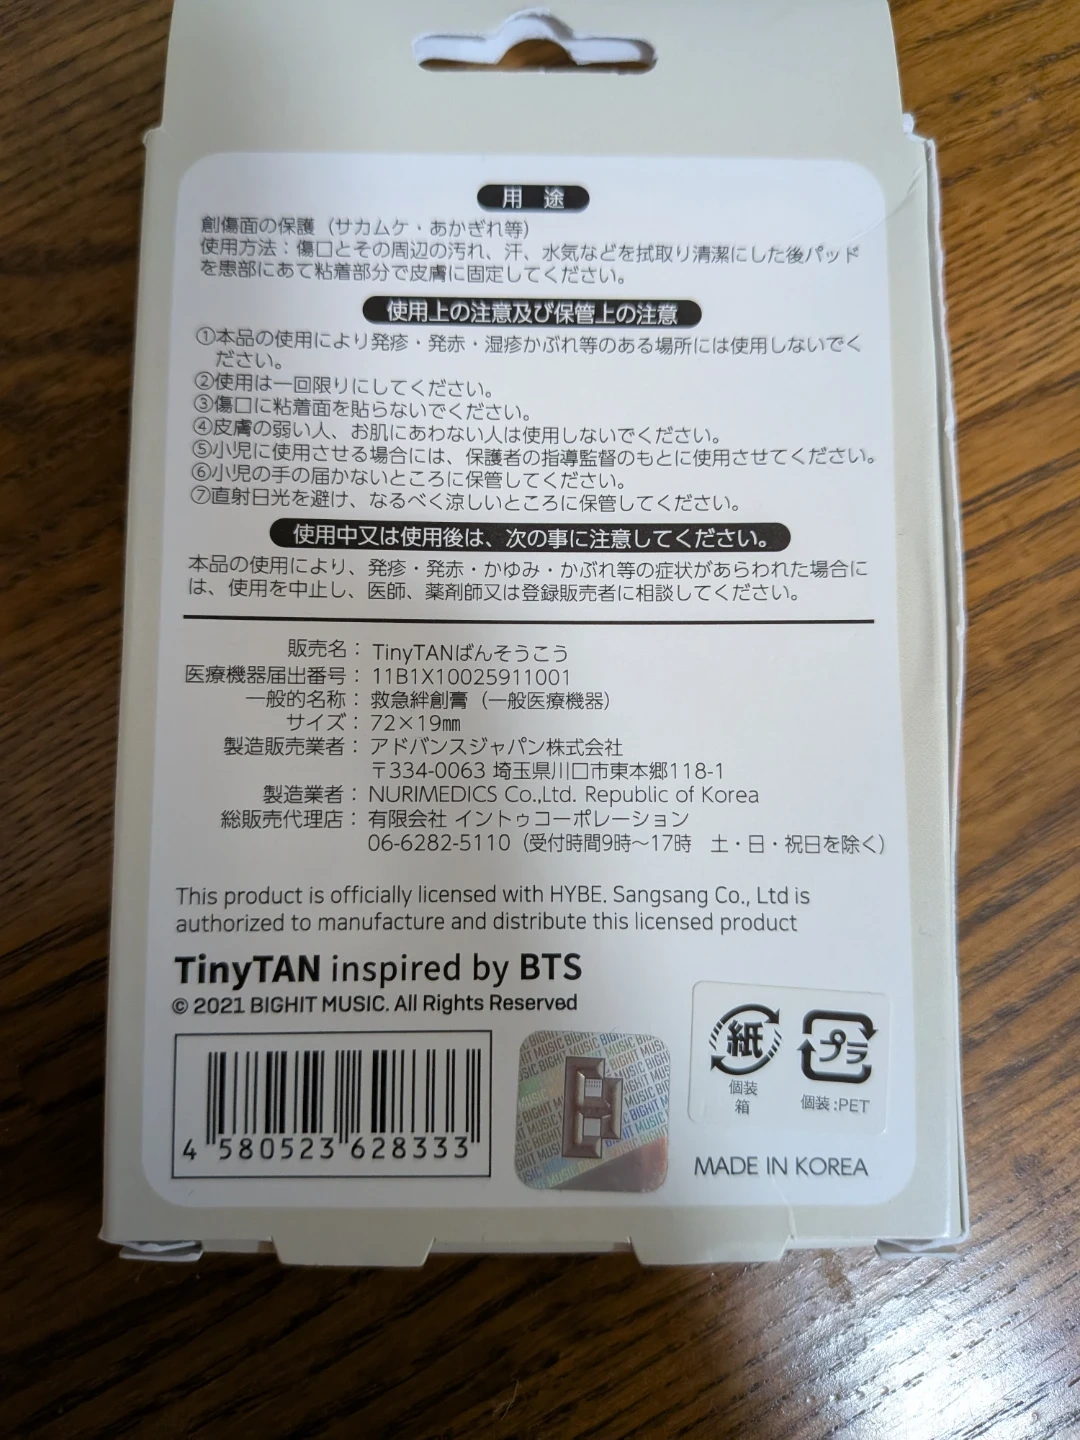 用 途
創傷面の保護（サカムケ・あかぎれ等）
使用方法：傷口とその周辺の汚れ、汗、水気などを拭取り清潔にした後パッド
を患部にあて粘着部分で皮膚に固定してください。
使用上の注意及び保管上の注意
①本品の使用により発疹・発赤・湿疹かぶれ等のある場所には使用しないでく
ださい。
②使用は一回限りにしてください。
③傷口に粘着面を貼らないでください。
④皮膚の弱い人、お肌にあわない人は使用しないでください。
⑤小児に使用させる場合には、保護者の指導監督のもとに使用させてください。
⑥小児の手の届かないところに保管してください。
⑦直射日光を避け、なるべく涼しいところに保管してください。
使用中又は使用後は、次の事に注意してください。
本品の使用により、発疹・発赤・かゆみ・かぶれ等の症状があらわれた場合に
は、使用を中止し、医師、薬剤師又は登録販売者に相談してください。
販売名：TinyTANばんそうこう
医療機器届出番号：11B1X10025911001
一般的名称：救急絆創膏（一般医療機器）
サイズ：72×19㎜
製造販売業者：アドバンスジャパン株式会社
〒334-0063 埼玉県川口市東本郷118-1
製造業者：NURIMEDICS Co.,Ltd. Republic of Korea
総販売代理店：有限会社 イントゥコーポレーション
06-6282-5110（受付時間9時～17時　土・日・祝日を除く）
This product is officially licensed with HYBE. Sangsang Co., Ltd is
authorized to manufacture and distribute this licensed product
TinyTAN inspired by BTS
© 2021 BIGHIT MUSIC. All Rights Reserved
4 580523 628333
BIGHIT MUSIC
紙
個装
箱
プラ
個装:PET
MADE IN KOREA